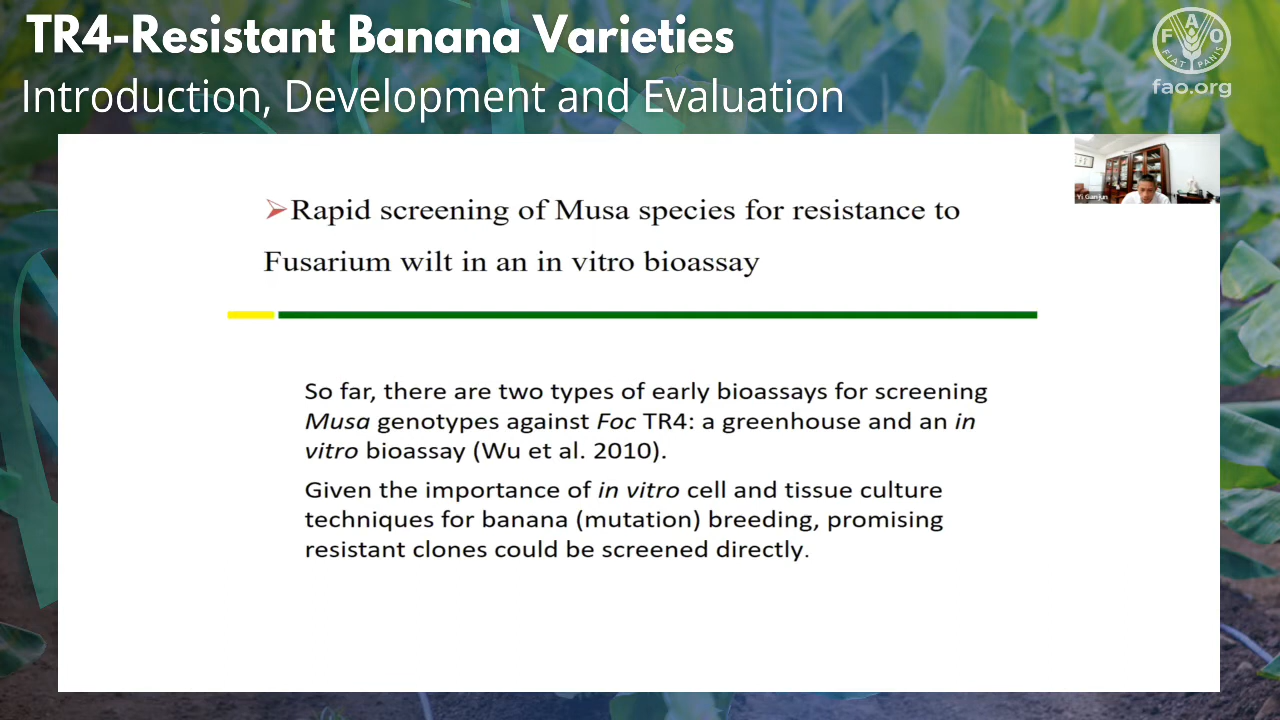 TR4-Resistant Banana Varieties
Introduction, Development and Evaluation
F A O
FIAT PANIS
fao.org
➢Rapid screening of Musa species for resistance to
Fusarium wilt in an in vitro bioassay
Yi Ganjun
So far, there are two types of early bioassays for screening
Musa genotypes against Foc TR4: a greenhouse and an in
vitro bioassay (Wu et al. 2010).
Given the importance of in vitro cell and tissue culture
techniques for banana (mutation) breeding, promising
resistant clones could be screened directly.